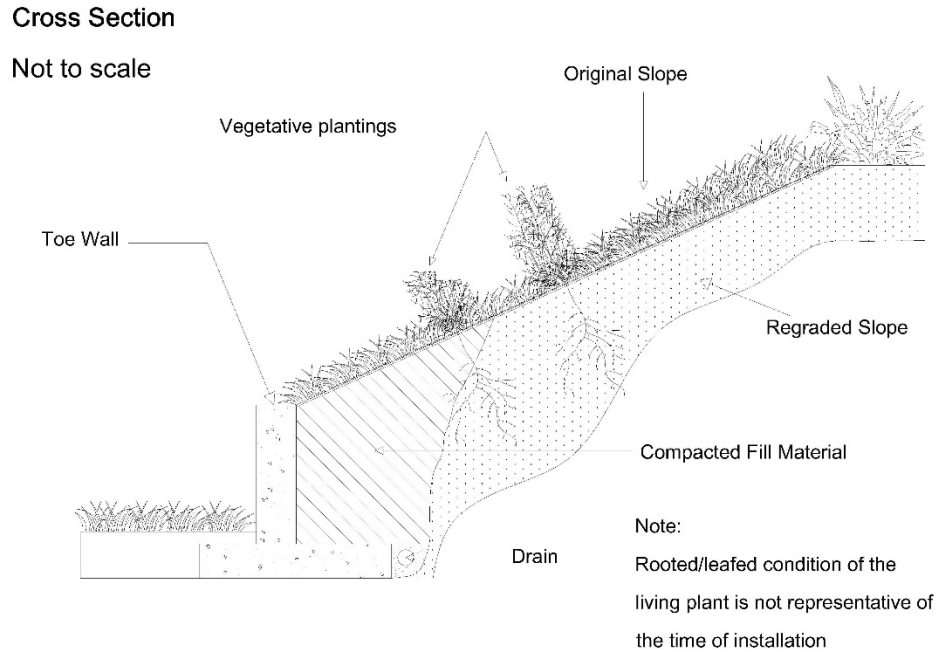 Cross Section
Not to scale
Original Slope
Vegetative plantings
Toe Wall
Regraded Slope
Compacted Fill Material
Drain
Note:
Rooted/leafed condition of the
living plant is not representative of
the time of installation